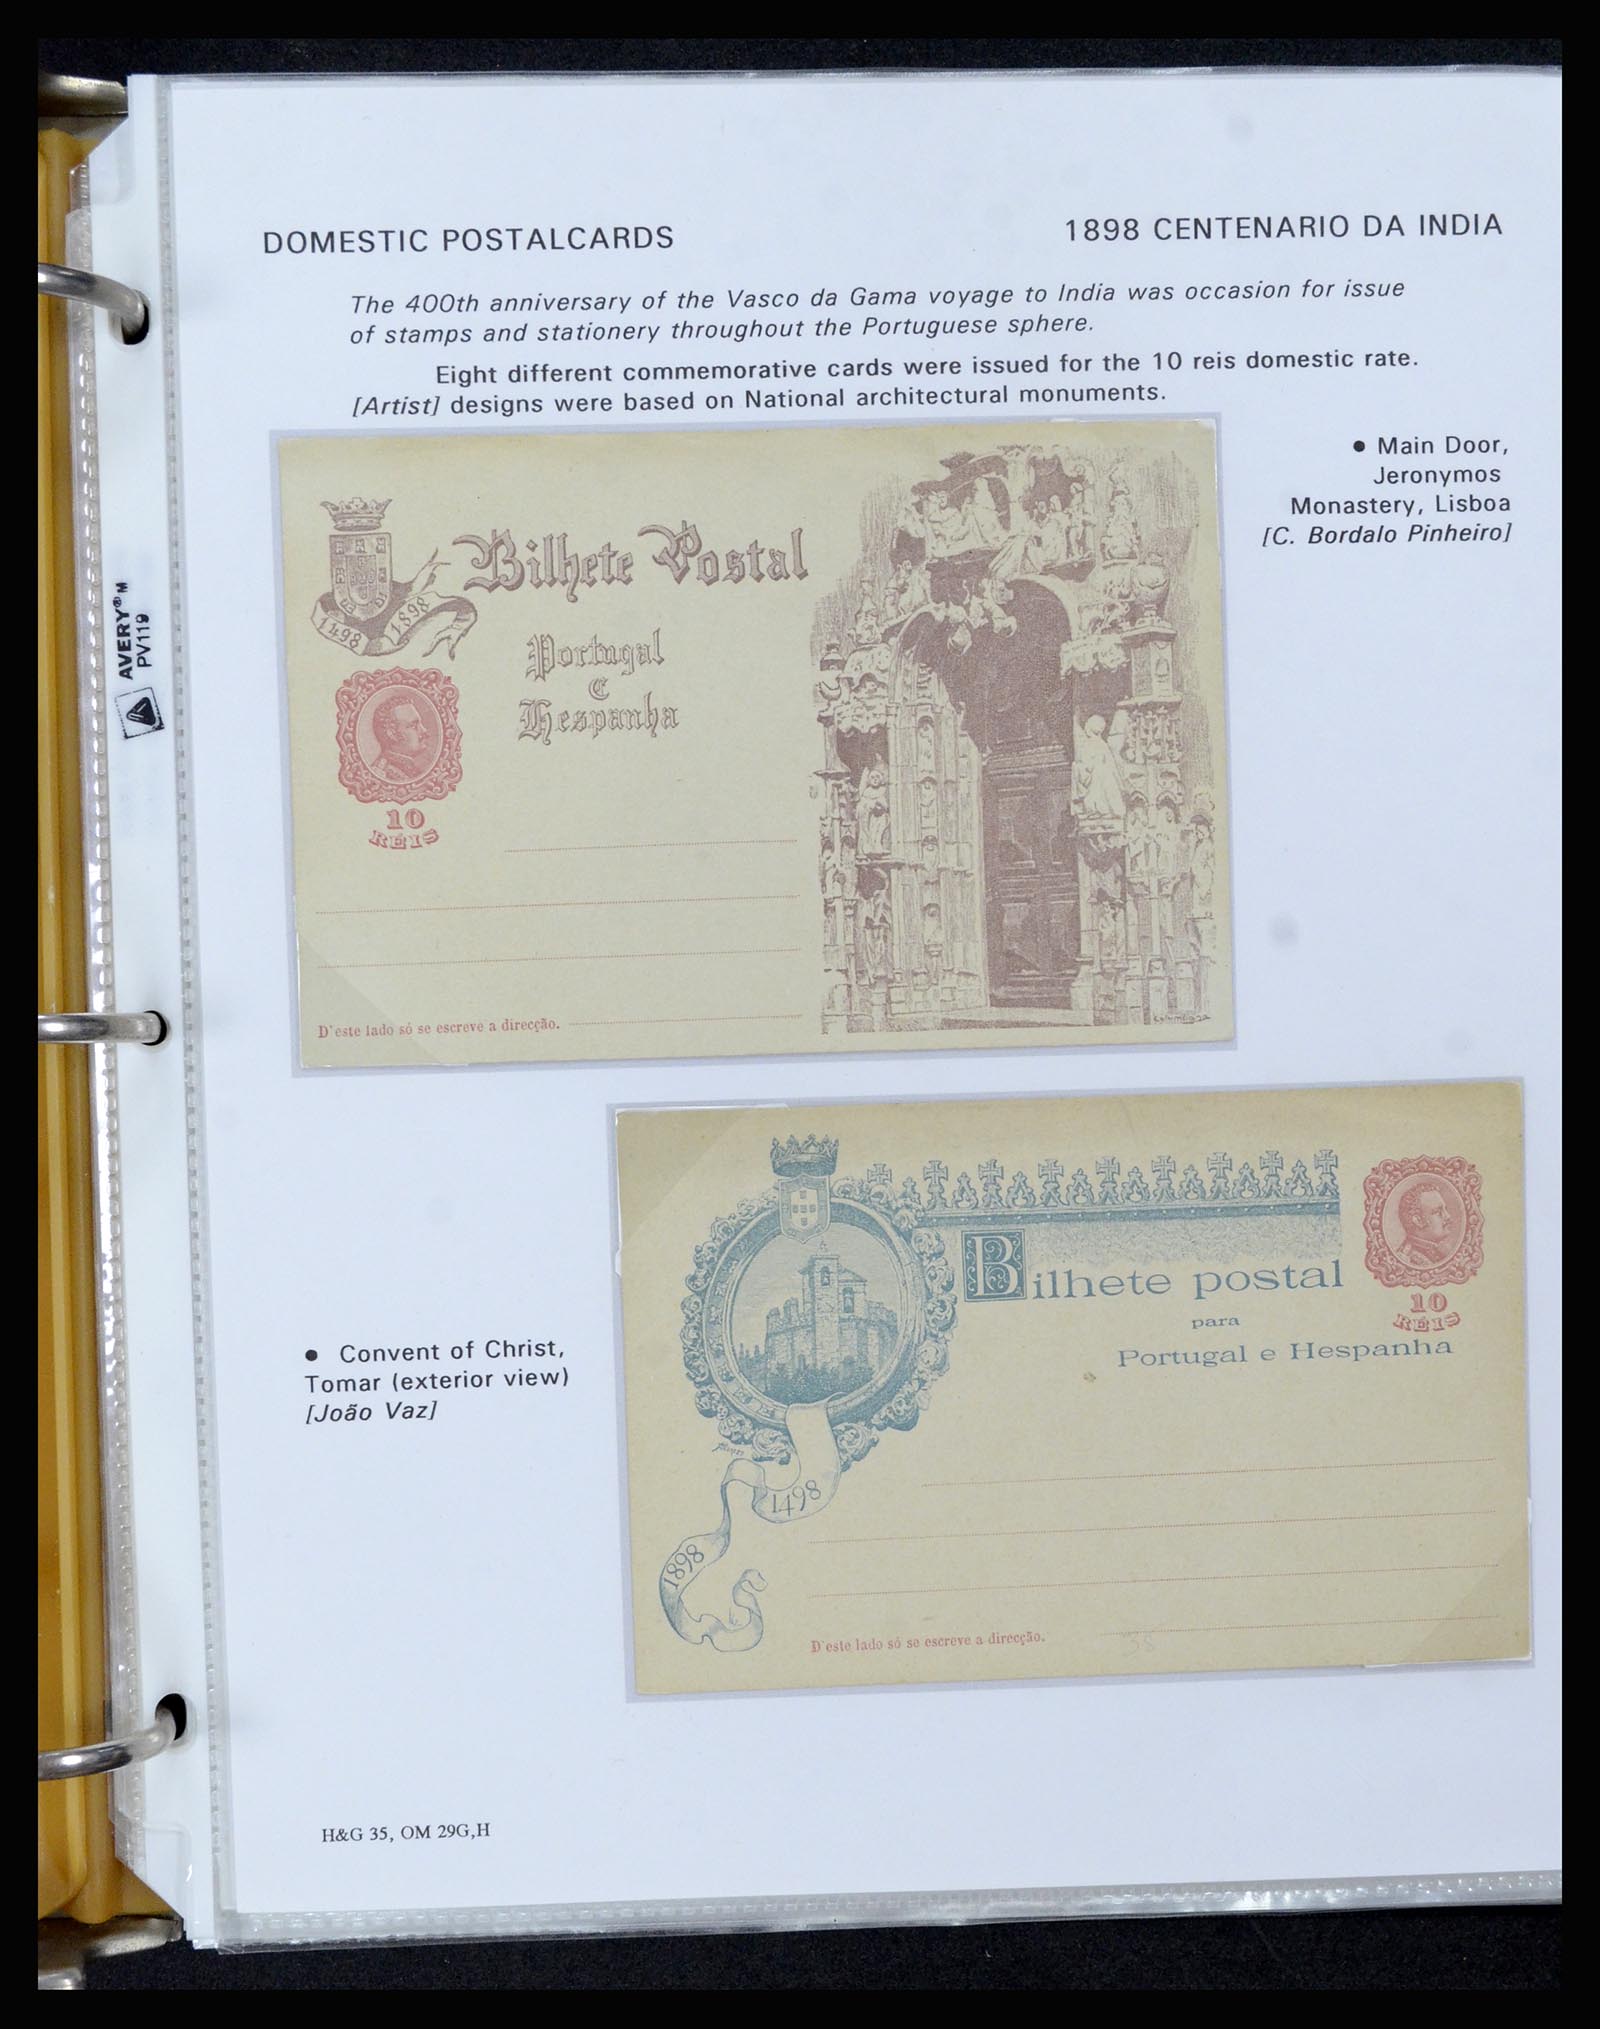 DOMESTIC POSTALCARDS
1898 CENTENARIO DA INDIA
The 400th anniversary of the Vasco da Gama voyage to India was occasion for issue
of stamps and stationery throughout the Portuguese sphere.
Eight different commemorative cards were issued for the 10 reis domestic rate.
[Artist] designs were based on National architectural monuments.
● Main Door,
Jeronymos
Monastery, Lisboa
[C. Bordalo Pinheiro]
Bilhete Postal
1498 1898
Portugal
e
Hespanha
10
RÉIS
D'este lado só se escreve a direcção.
AVERY®M
PV119
Bilhete postal
para
Portugal e Hespanha
10
RÉIS
1498
1898
D'este lado só se escreve a direcção.
38
● Convent of Christ,
Tomar (exterior view)
[João Vaz]
H&G 35, OM 29G,H